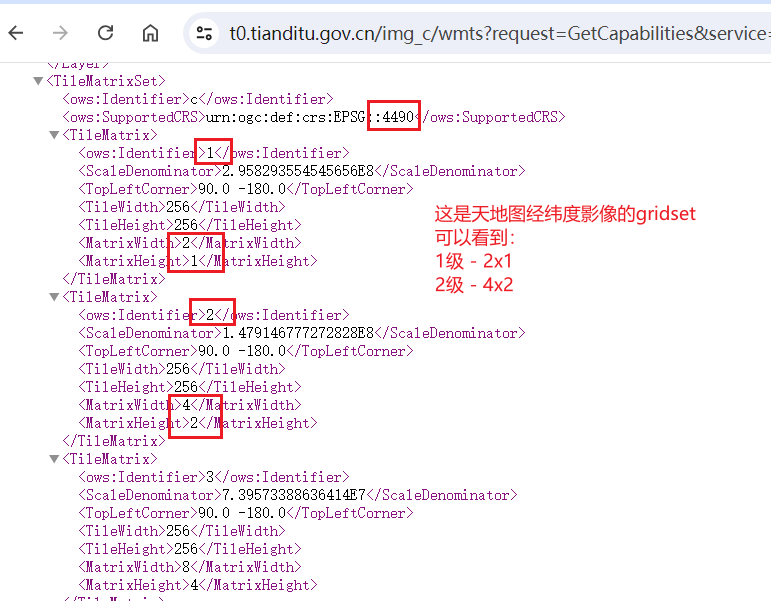 t0.tianditu.gov.cn/img_c/wmts?request=GetCapabilities&service=
</Layer>
▼<TileMatrixSet>
<ows:Identifier>c</ows:Identifier>
<ows:SupportedCRS>urn:ogc:def:crs:EPSG::4490</ows:SupportedCRS>
▼<TileMatrix>
<ows:Identifier>1</ows:Identifier>
<ScaleDenominator>2.958293554545656E8</ScaleDenominator>
<TopLeftCorner>90.0 -180.0</TopLeftCorner>
<TileWidth>256</TileWidth>
<TileHeight>256</TileHeight>
<MatrixWidth>2</MatrixWidth>
<MatrixHeight>1</MatrixHeight>
</TileMatrix>
▼<TileMatrix>
<ows:Identifier>2</ows:Identifier>
<ScaleDenominator>1.479146777272828E8</ScaleDenominator>
<TopLeftCorner>90.0 -180.0</TopLeftCorner>
<TileWidth>256</TileWidth>
<TileHeight>256</TileHeight>
<MatrixWidth>4</MatrixWidth>
<MatrixHeight>2</MatrixHeight>
</TileMatrix>
▼<TileMatrix>
<ows:Identifier>3</ows:Identifier>
<ScaleDenominator>7.39573388636414E7</ScaleDenominator>
<TopLeftCorner>90.0 -180.0</TopLeftCorner>
<TileWidth>256</TileWidth>
<TileHeight>256</TileHeight>
<MatrixWidth>8</MatrixWidth>
<MatrixHeight>4</MatrixHeight>
</TileMatrix>
这是天地图经纬度影像的gridset
可以看到：
1级 - 2x1
2级 - 4x2